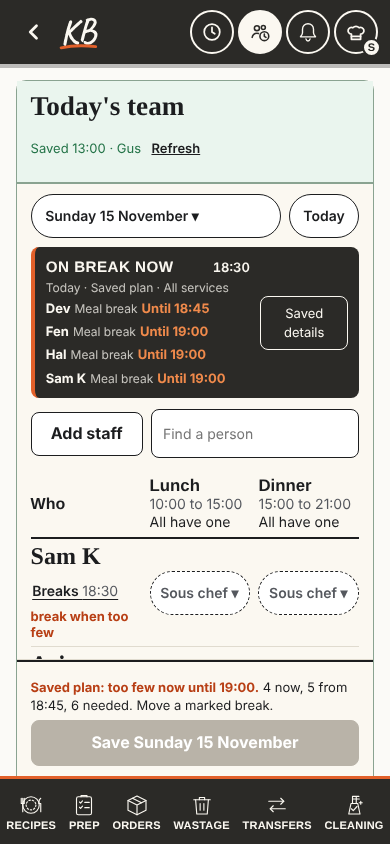 KB
S
Today's team
Saved 13:00 · Gus Refresh
Sunday 15 November ▾ Today
ON BREAK NOW 18:30
Today · Saved plan · All services
Dev Meal break Until 18:45
Fen Meal break Until 19:00
Hal Meal break Until 19:00
Sam K Meal break Until 19:00
Saved
details
Add staff Find a person
Who
Lunch Dinner
10:00 to 15:00 15:00 to 21:00
All have one All have one
Sam K
Breaks 18:30
Sous chef ▾ Sous chef ▾
break when too
few
Saved plan: too few now until 19:00. 4 now, 5 from
18:45, 6 needed. Move a marked break.
Save Sunday 15 November
RECIPES PREP ORDERS WASTAGE TRANSFERS CLEANING